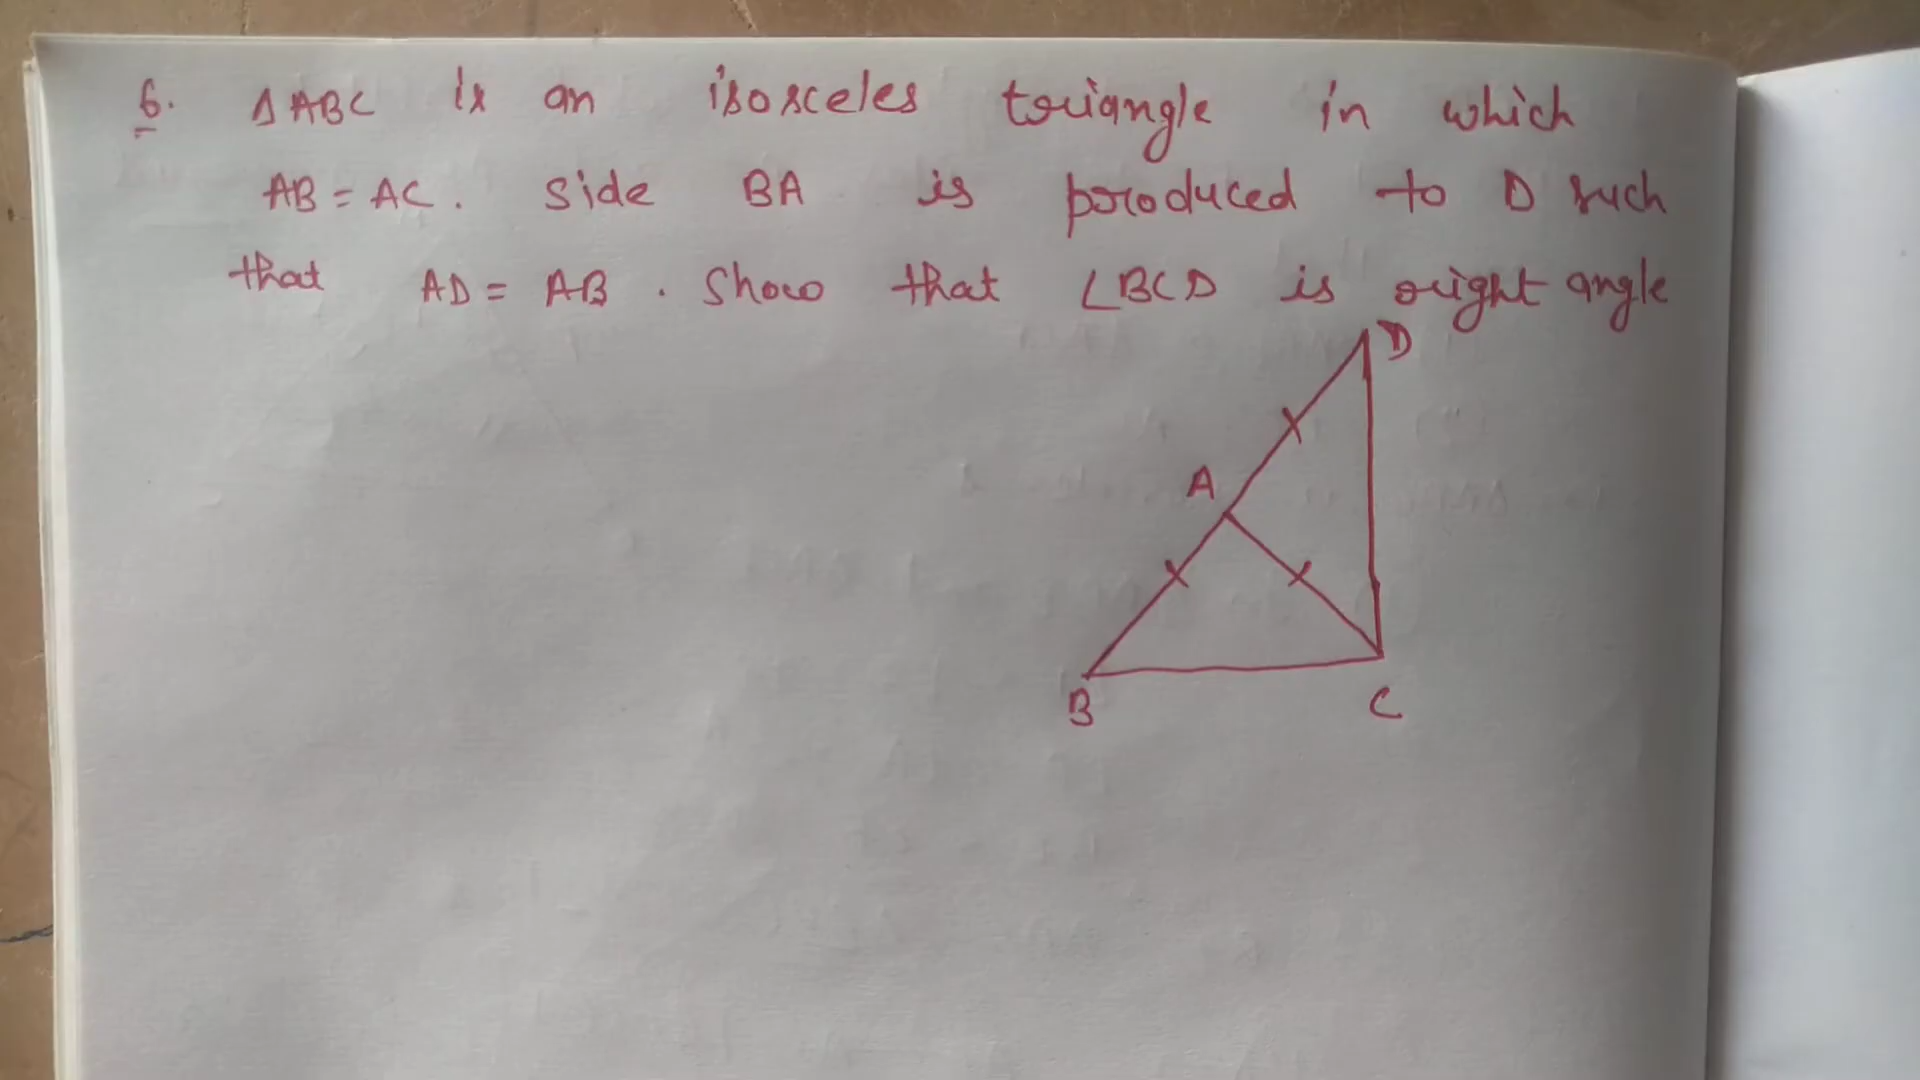 6. ΔABC is an isosceles triangle in which
AB = AC. Side BA is produced to D such
that AD = AB. Show that ∠BCD is right angle
D
A
B C